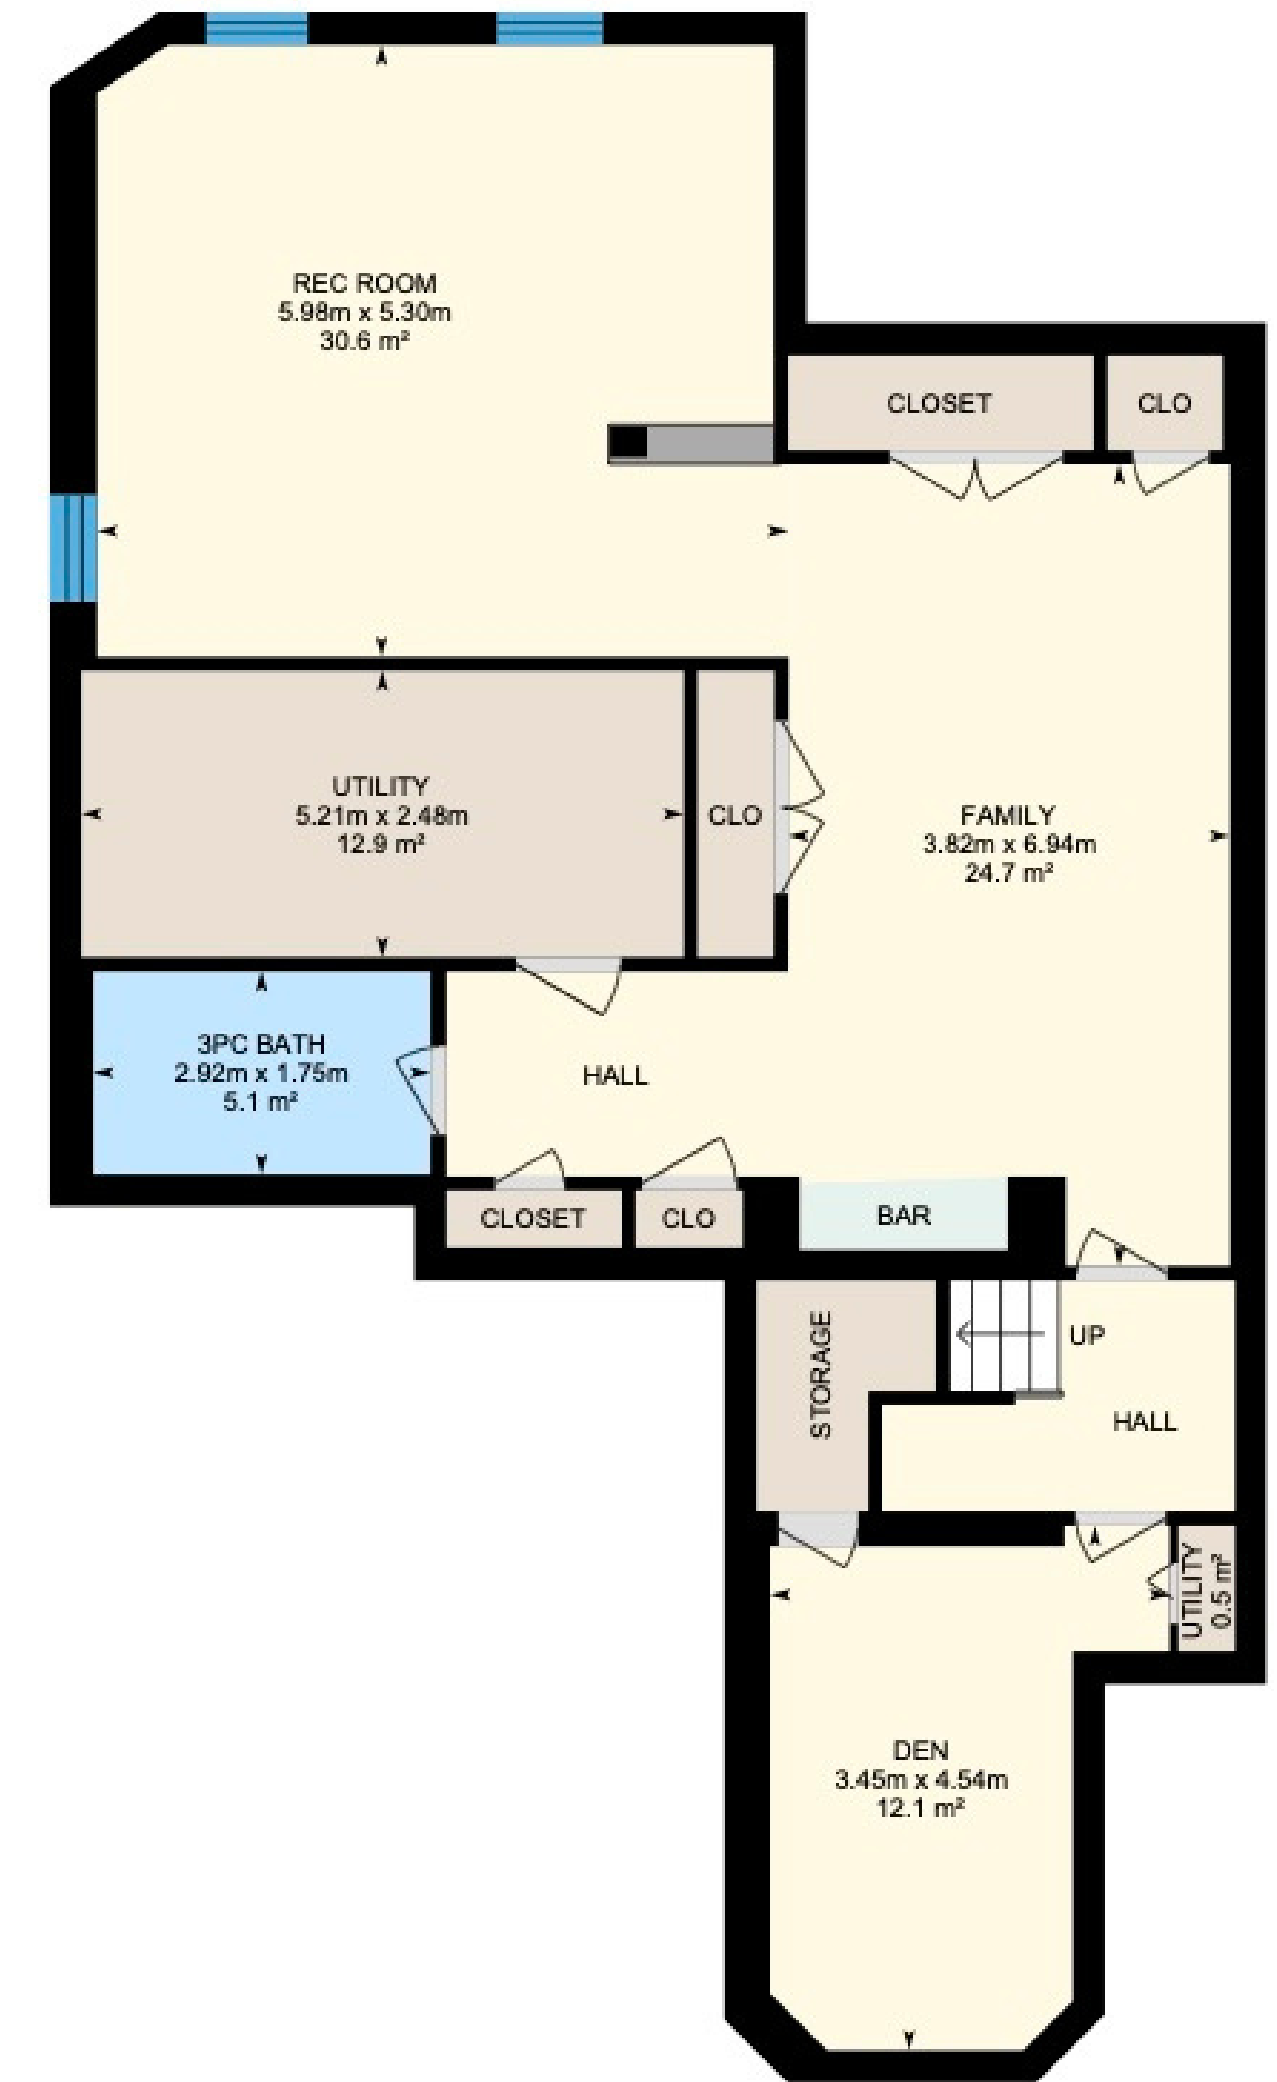 REC ROOM
5.98m x 5.30m
30.6 m²
CLOSET
CLO
UTILITY
5.21m x 2.48m
12.9 m²
CLO
FAMILY
3.82m x 6.94m
24.7 m²
3PC BATH
2.92m x 1.75m
5.1 m²
HALL
CLOSET
CLO
BAR
STORAGE
UP
HALL
UTILITY
0.5 m²
DEN
3.45m x 4.54m
12.1 m²